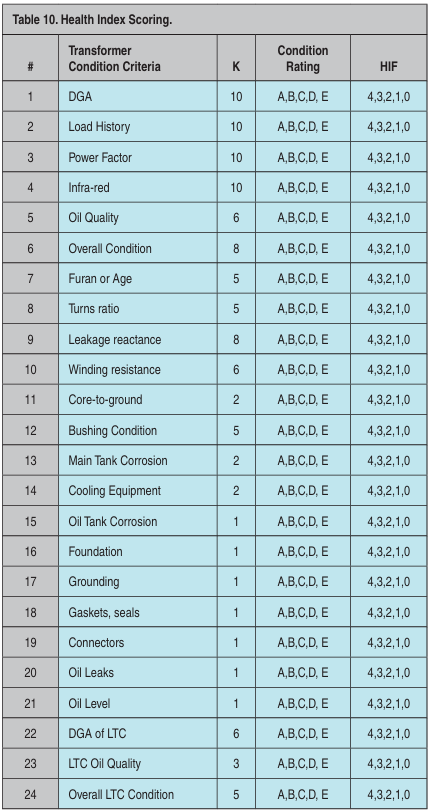 Table 10. Health Index Scoring.
# Transformer Condition Criteria K Condition Rating HIF
1 DGA 10 A,B,C,D, E 4,3,2,1,0
2 Load History 10 A,B,C,D, E 4,3,2,1,0
3 Power Factor 10 A,B,C,D, E 4,3,2,1,0
4 Infra-red 10 A,B,C,D, E 4,3,2,1,0
5 Oil Quality 6 A,B,C,D, E 4,3,2,1,0
6 Overall Condition 8 A,B,C,D, E 4,3,2,1,0
7 Furan or Age 5 A,B,C,D, E 4,3,2,1,0
8 Turns ratio 5 A,B,C,D, E 4,3,2,1,0
9 Leakage reactance 8 A,B,C,D, E 4,3,2,1,0
10 Winding resistance 6 A,B,C,D, E 4,3,2,1,0
11 Core-to-ground 2 A,B,C,D, E 4,3,2,1,0
12 Bushing Condition 5 A,B,C,D, E 4,3,2,1,0
13 Main Tank Corrosion 2 A,B,C,D, E 4,3,2,1,0
14 Cooling Equipment 2 A,B,C,D, E 4,3,2,1,0
15 Oil Tank Corrosion 1 A,B,C,D, E 4,3,2,1,0
16 Foundation 1 A,B,C,D, E 4,3,2,1,0
17 Grounding 1 A,B,C,D, E 4,3,2,1,0
18 Gaskets, seals 1 A,B,C,D, E 4,3,2,1,0
19 Connectors 1 A,B,C,D, E 4,3,2,1,0
20 Oil Leaks 1 A,B,C,D, E 4,3,2,1,0
21 Oil Level 1 A,B,C,D, E 4,3,2,1,0
22 DGA of LTC 6 A,B,C,D, E 4,3,2,1,0
23 LTC Oil Quality 3 A,B,C,D, E 4,3,2,1,0
24 Overall LTC Condition 5 A,B,C,D, E 4,3,2,1,0